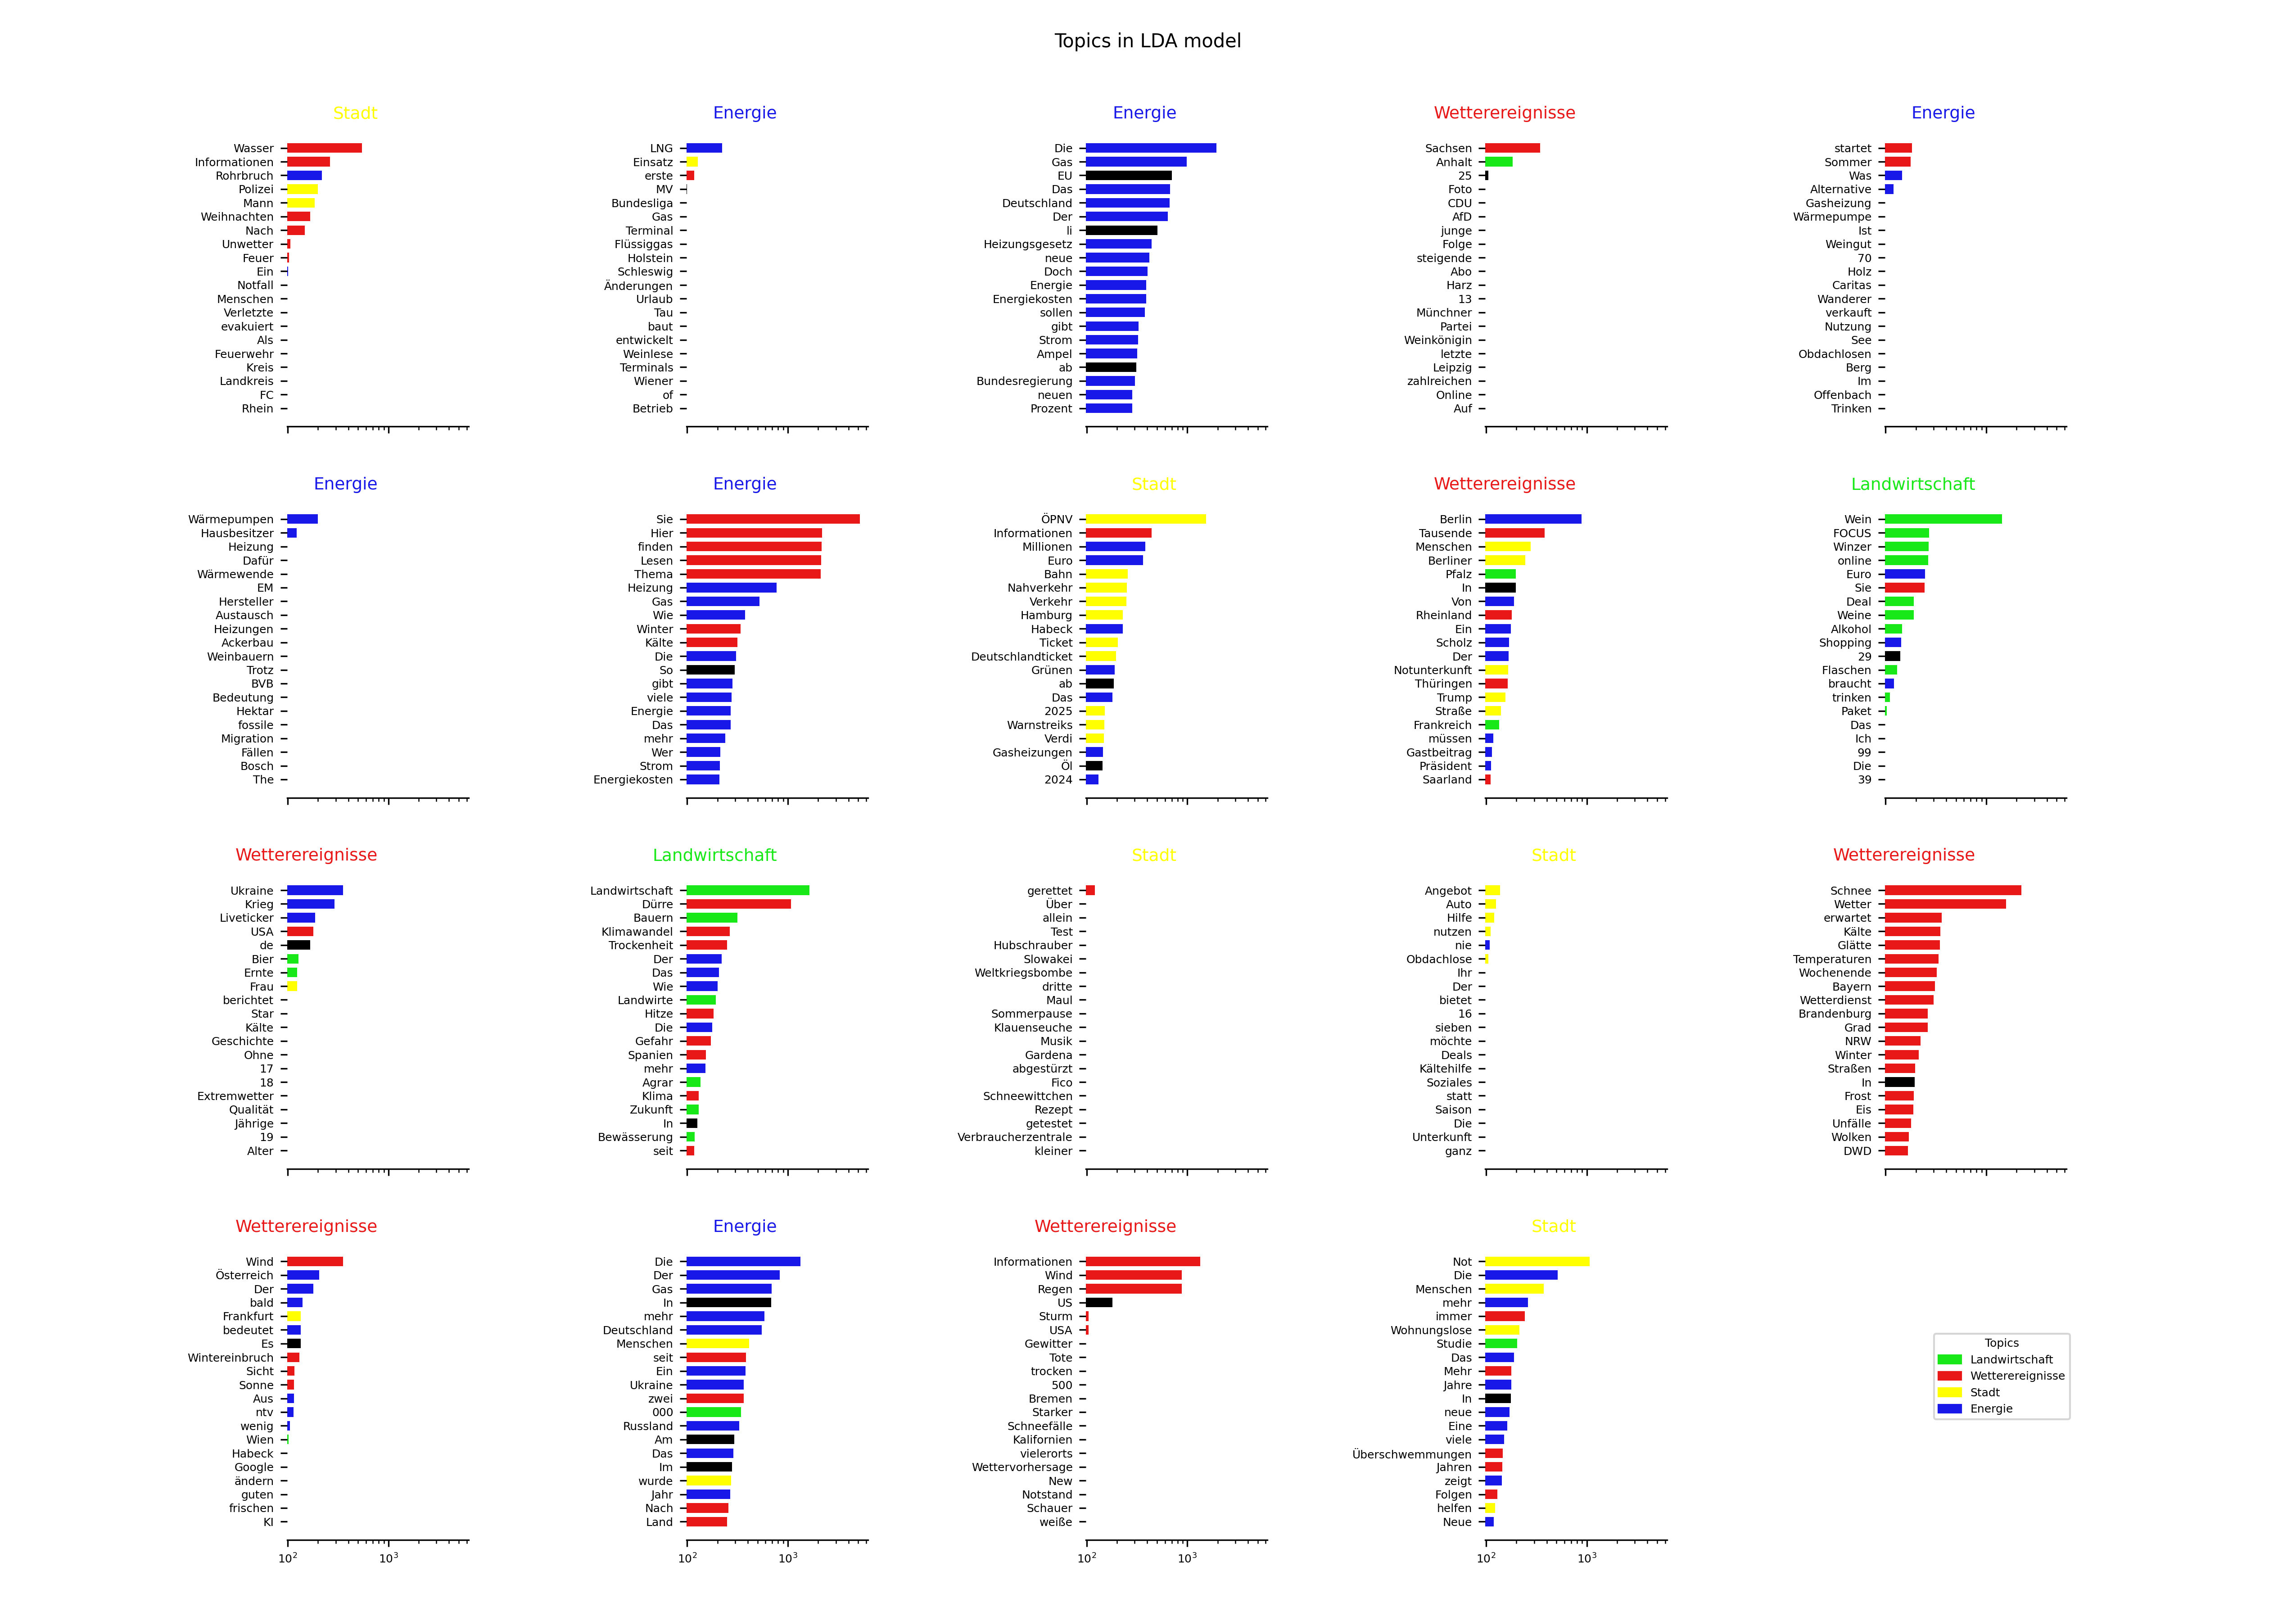 Topics in LDA model
Stadt
Wasser
Informationen
Rohrbruch
Polizei
Mann
Weihnachten
Nach
Unwetter
Feuer
Ein
Notfall
Menschen
Verletzte
evakuiert
Als
Feuerwehr
Kreis
Landkreis
FC
Rhein
Energie
LNG
Einsatz
erste
MV
Bundesliga
Gas
Terminal
Flüssiggas
Holstein
Schleswig
Änderungen
Urlaub
Tau
baut
entwickelt
Weinlese
Terminals
Wiener
of
Betrieb
Energie
Die
Gas
EU
Das
Deutschland
Der
li
Heizungsgesetz
neue
Doch
Energie
Energiekosten
sollen
gibt
Strom
Ampel
ab
Bundesregierung
neuen
Prozent
Wetterereignisse
Sachsen
Anhalt
25
Foto
CDU
AfD
junge
Folge
steigende
Abo
Harz
13
Münchner
Partei
Weinkönigin
letzte
Leipzig
zahlreichen
Online
Auf
Energie
startet
Sommer
Was
Alternative
Gasheizung
Wärmepumpe
Ist
Weingut
70
Holz
Caritas
Wanderer
verkauft
Nutzung
See
Obdachlosen
Berg
Im
Offenbach
Trinken
Energie
Wärmepumpen
Hausbesitzer
Heizung
Dafür
Wärmewende
EM
Hersteller
Austausch
Heizungen
Ackerbau
Weinbauern
Trotz
BVB
Bedeutung
Hektar
fossile
Migration
Fällen
Bosch
The
Energie
Sie
Hier
finden
Lesen
Thema
Heizung
Gas
Wie
Winter
Kälte
Die
So
gibt
viele
Energie
Das
mehr
Wer
Strom
Energiekosten
Stadt
ÖPNV
Informationen
Millionen
Euro
Bahn
Nahverkehr
Verkehr
Hamburg
Habeck
Ticket
Deutschlandticket
Grünen
ab
Das
2025
Warnstreiks
Verdi
Gasheizungen
Öl
2024
Wetterereignisse
Berlin
Tausende
Menschen
Berliner
Pfalz
In
Von
Rheinland
Ein
Scholz
Der
Notunterkunft
Thüringen
Trump
Straße
Frankreich
müssen
Gastbeitrag
Präsident
Saarland
Landwirtschaft
Wein
FOCUS
Winzer
online
Euro
Sie
Deal
Weine
Alkohol
Shopping
29
Flaschen
braucht
trinken
Paket
Das
Ich
99
Die
39
Wetterereignisse
Ukraine
Krieg
Liveticker
USA
de
Bier
Ernte
Frau
berichtet
Star
Kälte
Geschichte
Ohne
17
18
Extremwetter
Qualität
Jährige
19
Alter
Landwirtschaft
Landwirtschaft
Dürre
Bauern
Klimawandel
Trockenheit
Der
Das
Wie
Landwirte
Hitze
Die
Gefahr
Spanien
mehr
Agrar
Klima
Zukunft
In
Bewässerung
seit
Stadt
gerettet
Über
allein
Test
Hubschrauber
Slowakei
Weltkriegsbombe
dritte
Maul
Sommerpause
Klauenseuche
Musik
Gardena
abgestürzt
Fico
Schneewittchen
Rezept
getestet
Verbraucherzentrale
kleiner
Stadt
Angebot
Auto
Hilfe
nutzen
nie
Obdachlose
Ihr
Der
bietet
16
sieben
möchte
Deals
Kältehilfe
Soziales
statt
Saison
Die
Unterkunft
ganz
Wetterereignisse
Schnee
Wetter
erwartet
Kälte
Glätte
Temperaturen
Wochenende
Bayern
Wetterdienst
Brandenburg
Grad
NRW
Winter
Straßen
In
Frost
Eis
Unfälle
Wolken
DWD
Wetterereignisse
Wind
Österreich
Der
bald
Frankfurt
bedeutet
Es
Wintereinbruch
Sicht
Sonne
Aus
ntv
wenig
Wien
Habeck
Google
ändern
guten
frischen
KI
10² 10³
Energie
Die
Der
Gas
In
mehr
Deutschland
Menschen
seit
Ein
Ukraine
zwei
000
Russland
Am
Das
Im
wurde
Jahr
Nach
Land
10² 10³
Wetterereignisse
Informationen
Wind
Regen
US
Sturm
USA
Gewitter
Tote
trocken
500
Bremen
Starker
Schneefälle
Kalifornien
vielerorts
Wettervorhersage
New
Notstand
Schauer
weiße
10² 10³
Stadt
Not
Die
Menschen
mehr
immer
Wohnungslose
Studie
Das
Mehr
Jahre
In
neue
Eine
viele
Überschwemmungen
Jahren
zeigt
Folgen
helfen
Neue
10² 10³
Topics
Landwirtschaft
Wetterereignisse
Stadt
Energie